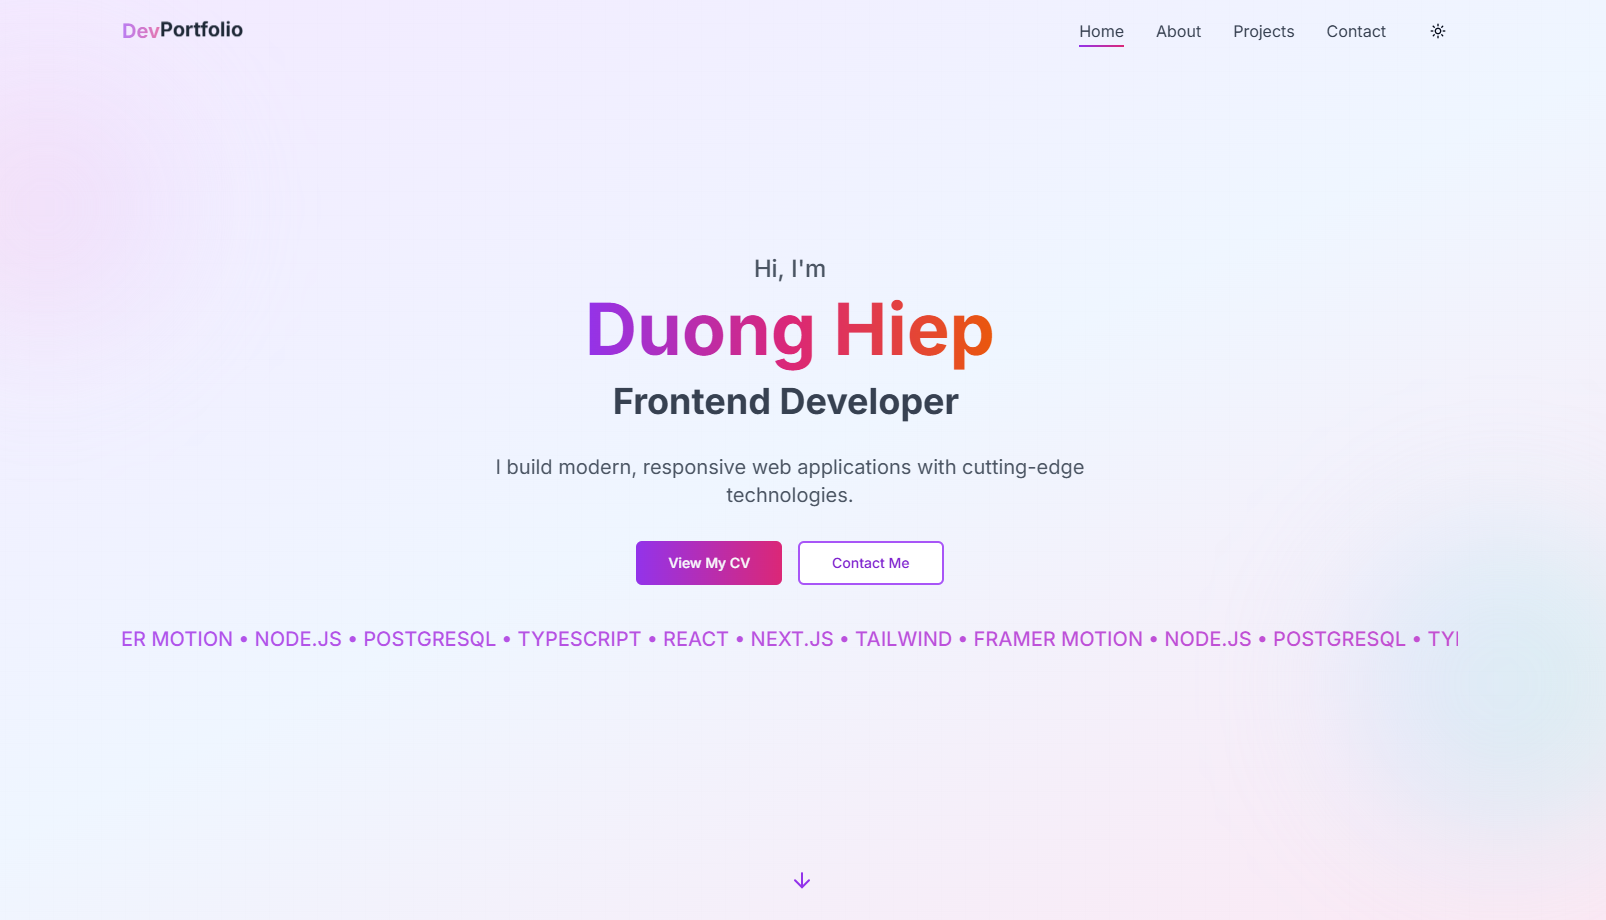 DevPortfolio
Home About Projects Contact
Hi, I'm
Duong Hiep
Frontend Developer
I build modern, responsive web applications with cutting-edge
technologies.
View My CV Contact Me
ER MOTION • NODE.JS • POSTGRESQL • TYPESCRIPT • REACT • NEXT.JS • TAILWIND • FRAMER MOTION • NODE.JS • POSTGRESQL • TY